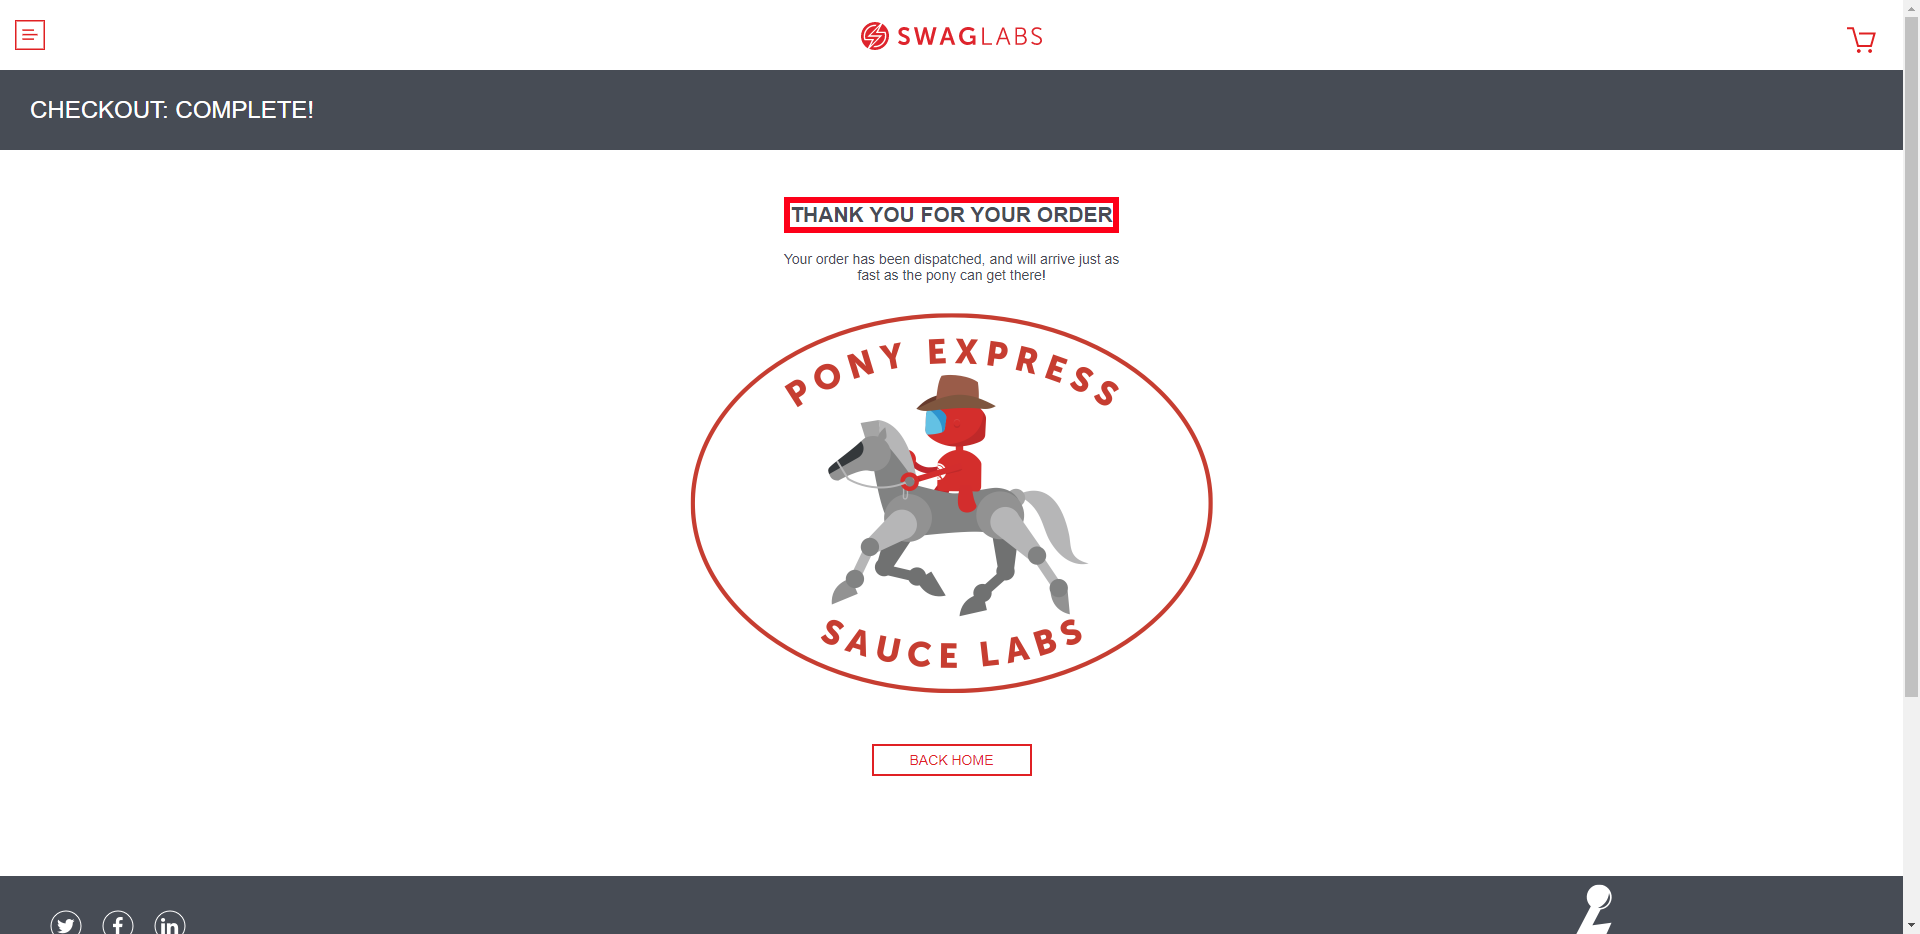 SWAGLABS
CHECKOUT: COMPLETE!
THANK YOU FOR YOUR ORDER
Your order has been dispatched, and will arrive just as
fast as the pony can get there!
PONY EXPRESS
SAUCE LABS
BACK HOME